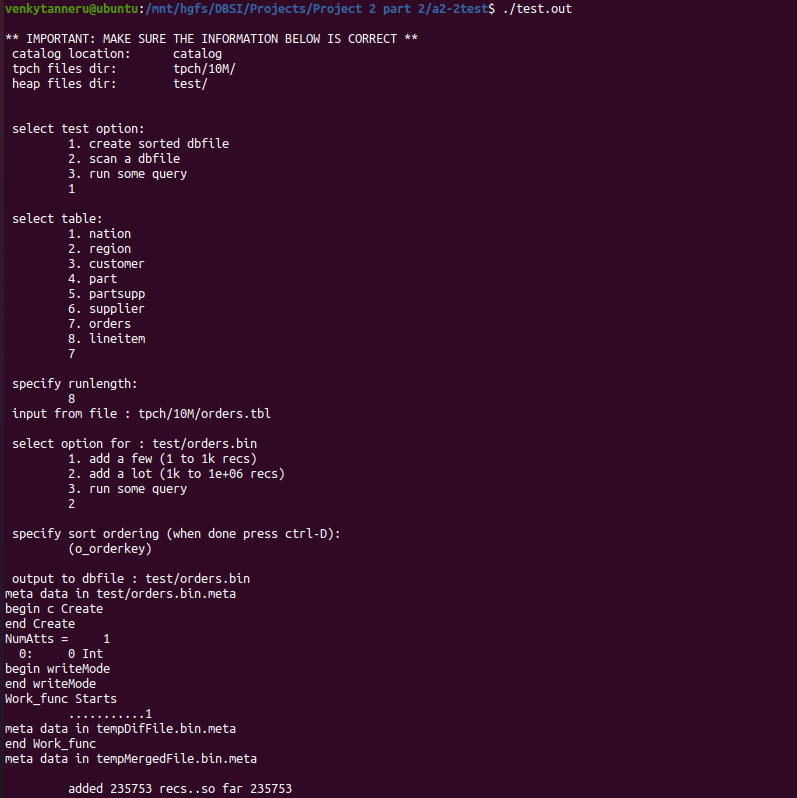 venkytanneru@ubuntu:/mnt/hgfs/DBSI/Projects/Project 2 part 2/a2-2test$ ./test.out
** IMPORTANT: MAKE SURE THE INFORMATION BELOW IS CORRECT **
catalog location: catalog
tpch files dir: tpch/10M/
heap files dir: test/
select test option:
1. create sorted dbfile
2. scan a dbfile
3. run some query
1
select table:
1. nation
2. region
3. customer
4. part
5. partsupp
6. supplier
7. orders
8. lineitem
7
specify runlength:
8
input from file : tpch/10M/orders.tbl
select option for : test/orders.bin
1. add a few (1 to 1k recs)
2. add a lot (1k to 1e+06 recs)
3. run some query
2
specify sort ordering (when done press ctrl-D):
(o_orderkey)
output to dbfile : test/orders.bin
meta data in test/orders.bin.meta
begin c Create
end Create
NumAtts = 1
0: 0 Int
begin writeMode
end writeMode
Work_func Starts
...........1
meta data in tempDifFile.bin.meta
end Work_func
meta data in tempMergedFile.bin.meta
added 235753 recs..so far 235753